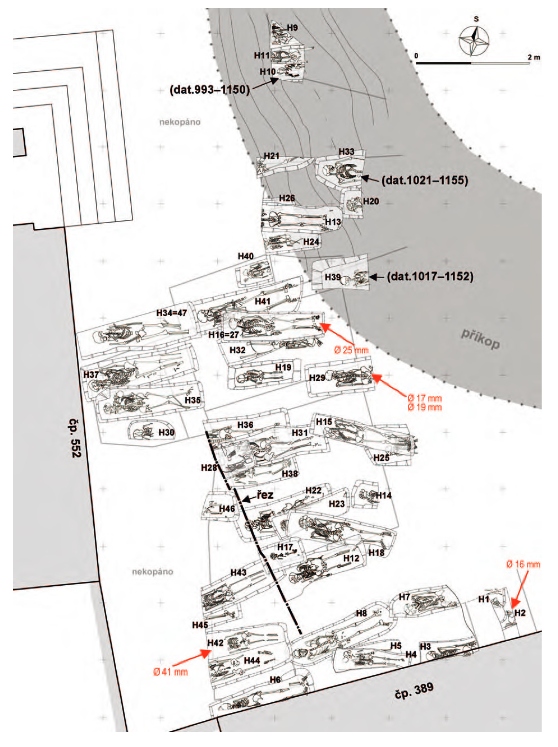 H9
S
H11
H10
0
2 m
(dat.993–1150)
nekopáno
H21
H33
(dat.1021–1155)
H20
H26
H13
H24
H40
H39
(dat.1017–1152)
H41
H34=47
H16=27
příkop
H32
Ø 25 mm
H37
H19
H29
Ø 17 mm
Ø 19 mm
H35
H30
čp. 552
H36
H15
H31
H25
H28
H38
řez
H46
H22
H23
H14
H17
H18
H12
nekopáno
H43
Ø 16 mm
H7
H1
H2
H45
H8
H42
H5
H3
H4
Ø 41 mm
H44
H6
čp. 389